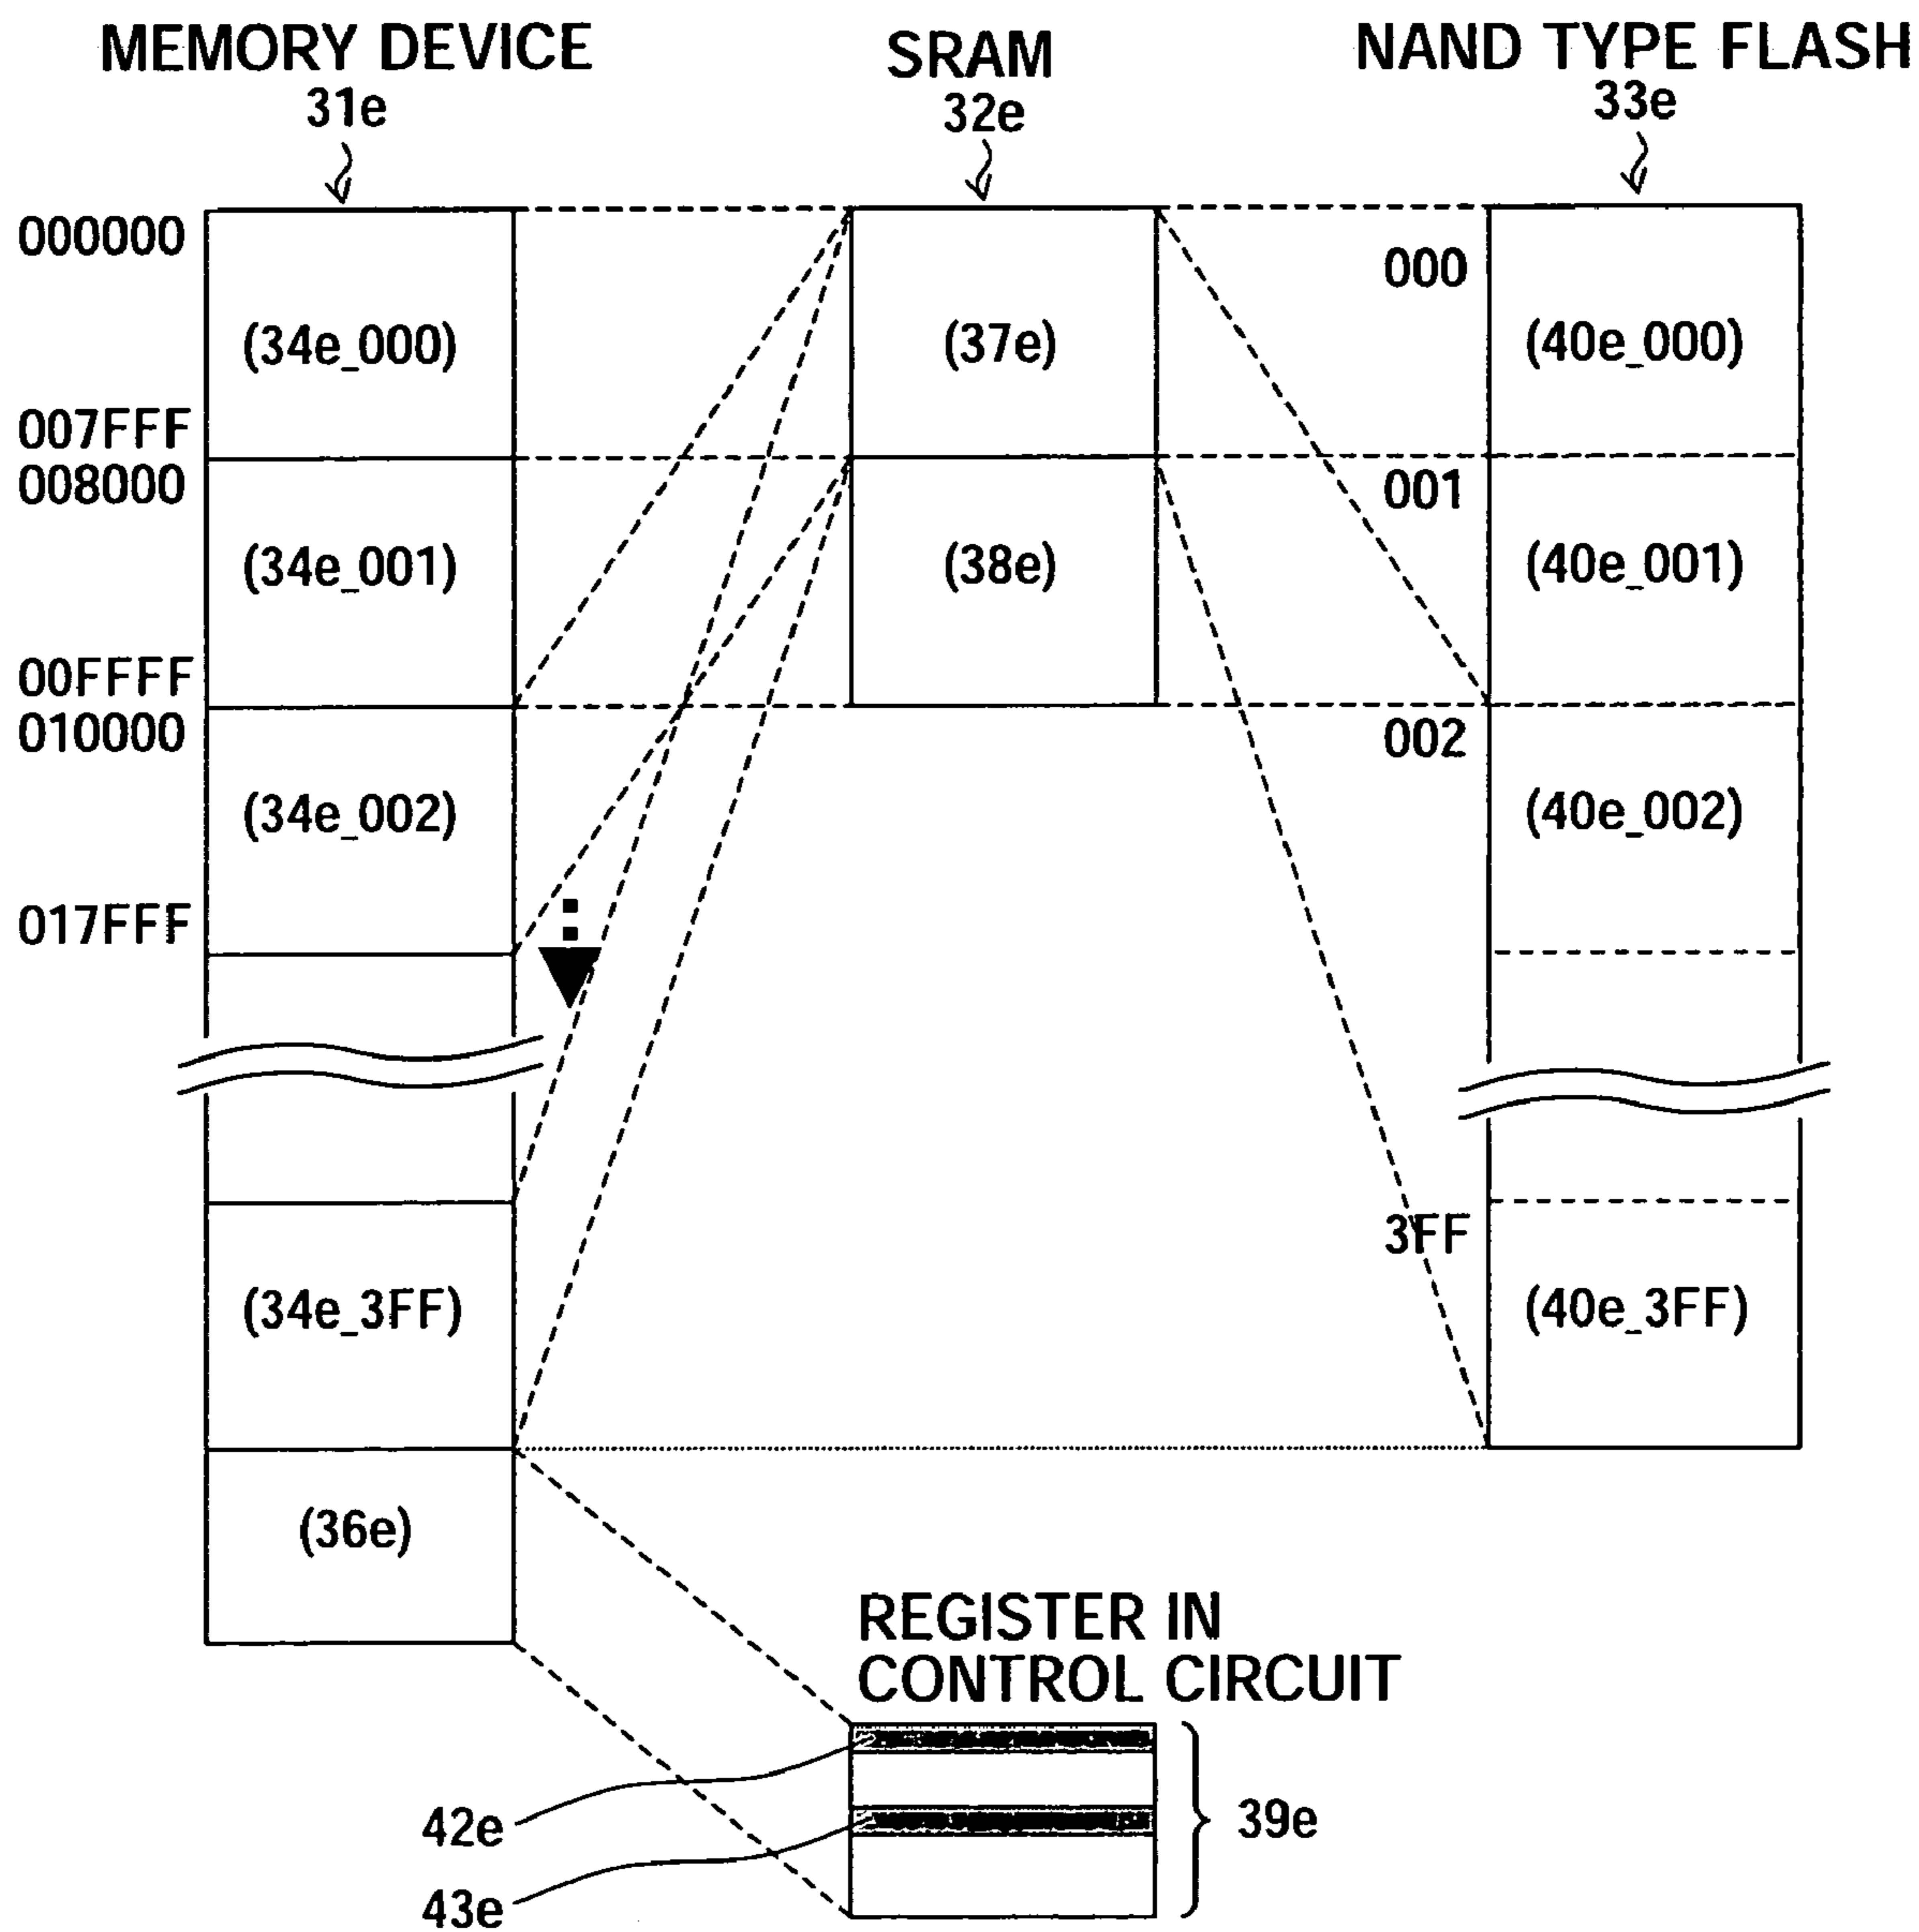 MEMORY DEVICE
31e
SRAM
32e
NAND TYPE FLASH
33e
000000
(34e_000)
007FFF
008000
(34e_001)
00FFFF
010000
(34e_002)
017FFF
(34e_3FF)
(36e)
(37e)
(38e)
000
(40e_000)
001
(40e_001)
002
(40e_002)
3FF
(40e_3FF)
REGISTER IN
CONTROL CIRCUIT
42e
43e
39e